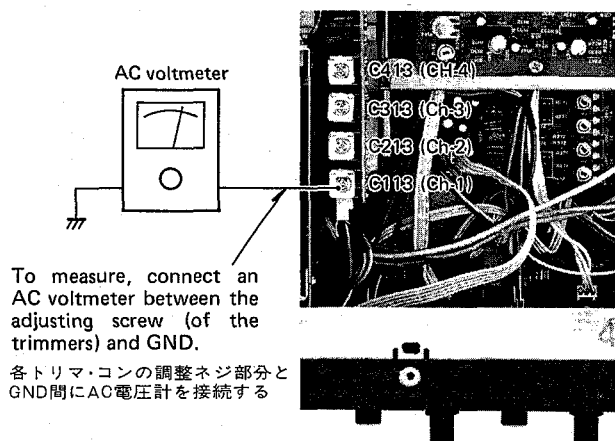 AC voltmeter
C413 (CH-4)
C313 (Ch-3)
C213 (Ch-2)
C113 (Ch-1)
To measure, connect an
AC voltmeter between the
adjusting screw (of the
trimmers) and GND.
各トリマ・コンの調整ネジ部分と
GND間にAC電圧計を接続する